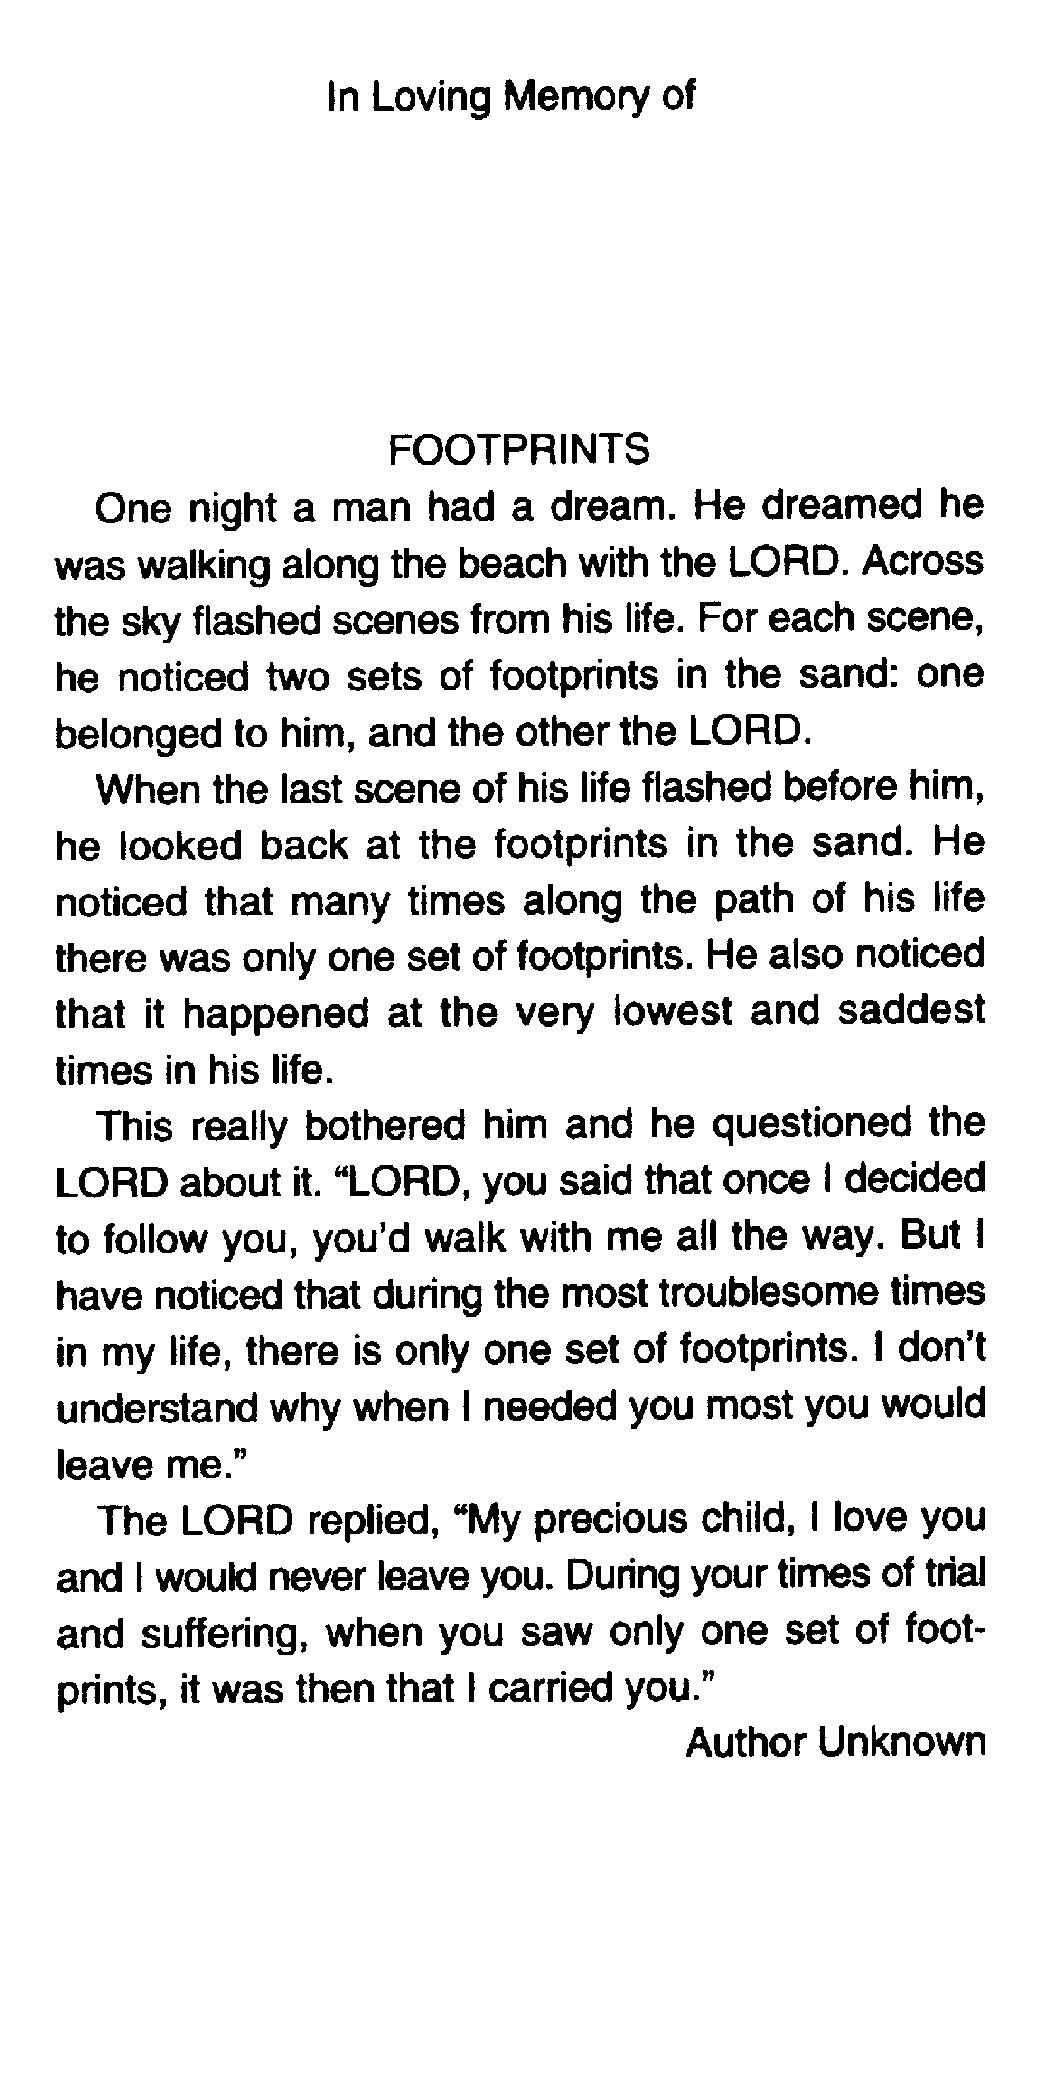 In Loving Memory of
FOOTPRINTS
One night a man had a dream. He dreamed he
was walking along the beach with the LORD. Across
the sky flashed scenes from his life. For each scene,
he noticed two sets of footprints in the sand: one
belonged to him, and the other the LORD.
When the last scene of his life flashed before him,
he looked back at the footprints in the sand. He
noticed that many times along the path of his life
there was only one set of footprints. He also noticed
that it happened at the very lowest and saddest
times in his life.
This really bothered him and he questioned the
LORD about it. “LORD, you said that once I decided
to follow you, you’d walk with me all the way. But I
have noticed that during the most troublesome times
in my life, there is only one set of footprints. I don’t
understand why when I needed you most you would
leave me.”
The LORD replied, “My precious child, I love you
and I would never leave you. During your times of trial
and suffering, when you saw only one set of foot-
prints, it was then that I carried you.”
Author Unknown